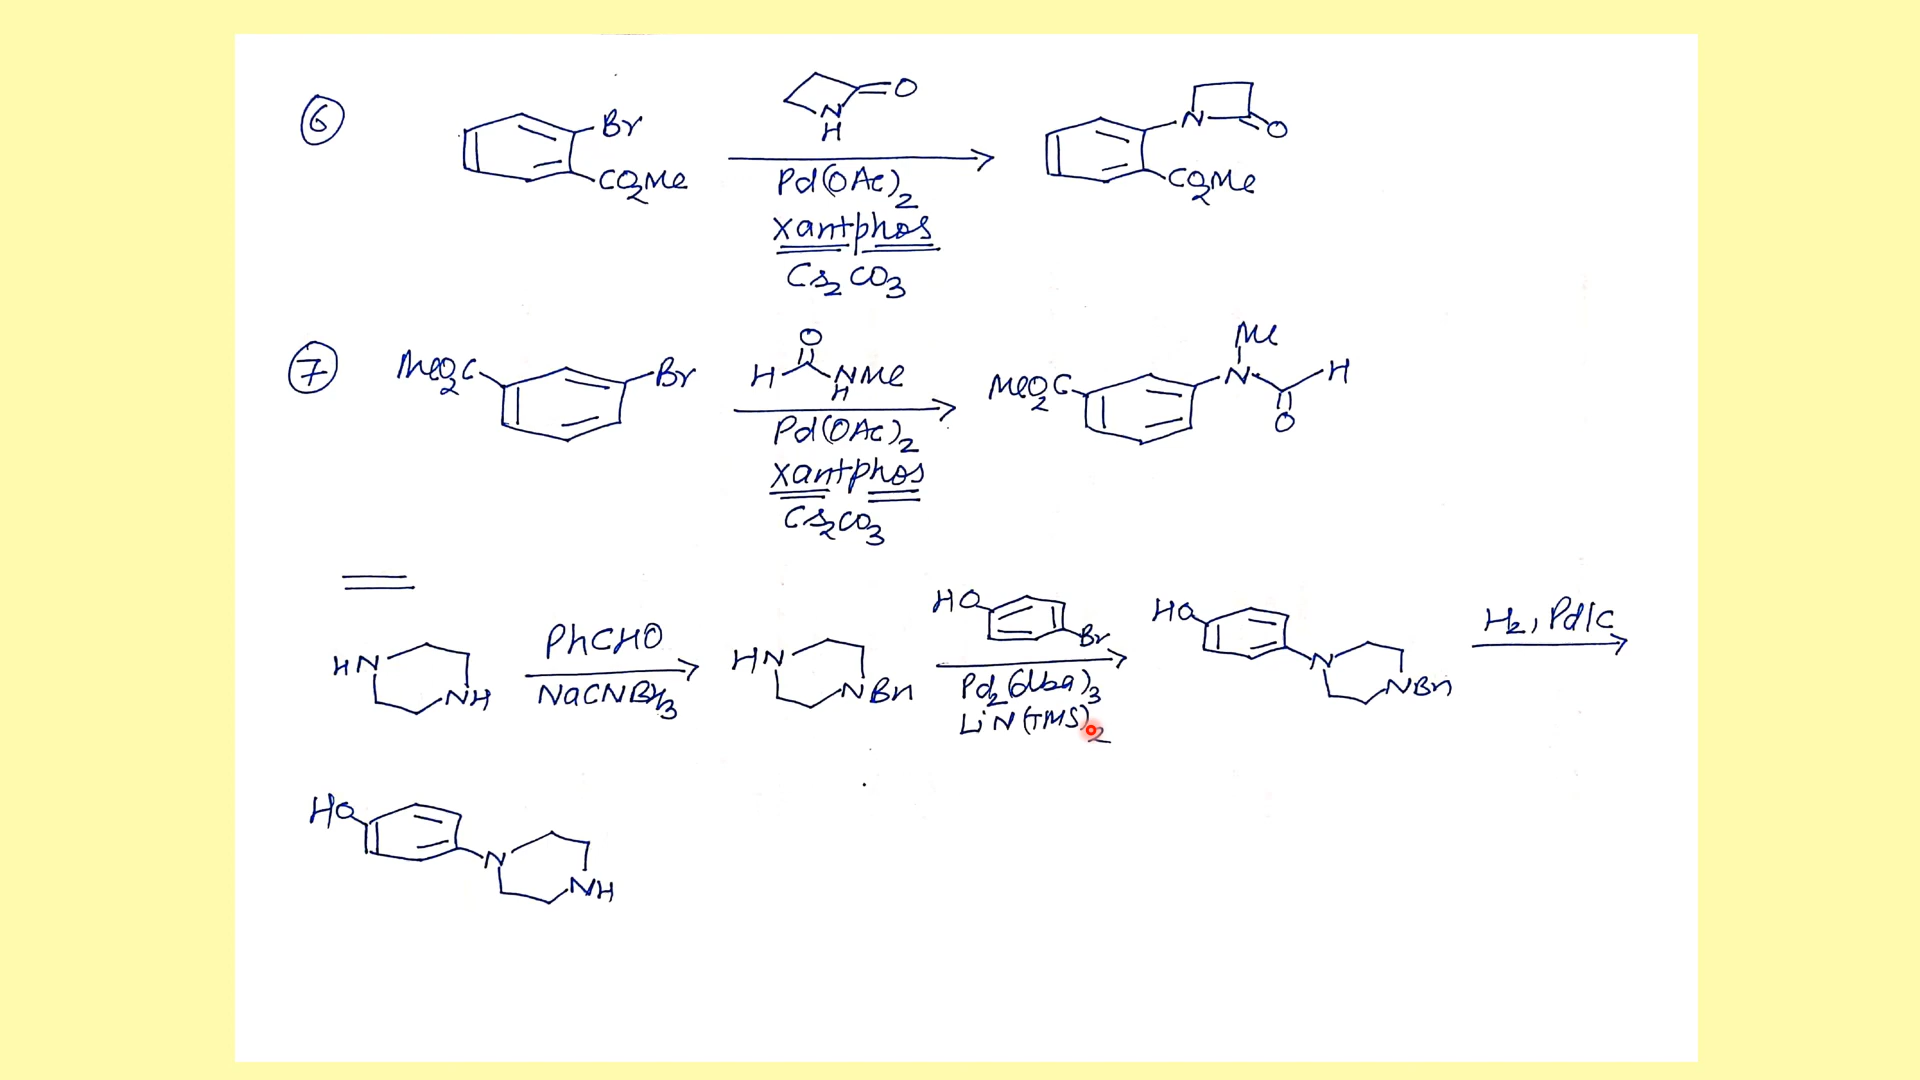 6
Br
CO2Me
N
H
O
Pd(OAc)2
xantphos
Cs2CO3
N
O
CO2Me
7
MeO2C
Br
O
H
NMe
H
Pd(OAc)2
xantphos
Cs2CO3
MeO2C
Me
N
H
O
HN
NH
PhCHO
NaCNBH3
HN
NBn
HO
Br
Pd2(dba)3
LiN(TMS)2
HO
N
NBn
H2, Pd/C
HO
N
NH